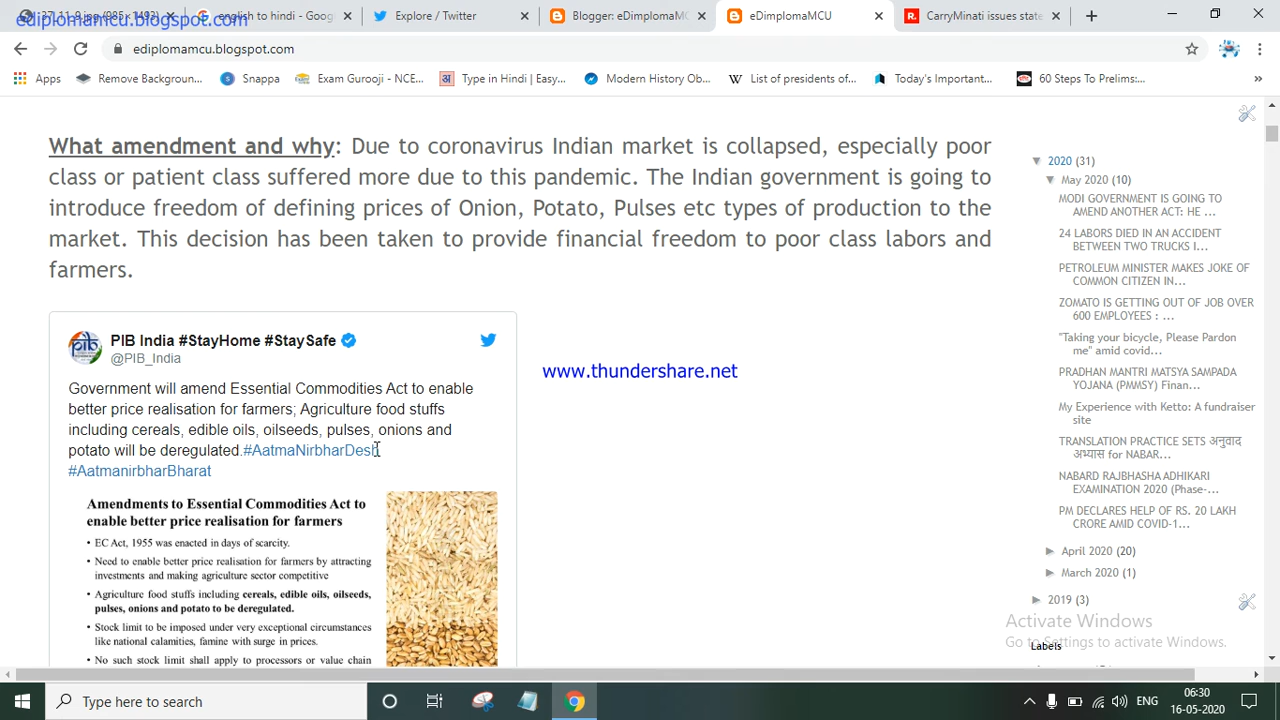 137.11-9.jpg (985×1493)
english to hindi - Goog
Explore / Twitter
Blogger: eDimplomaMC
eDimplomaMCU
CarryMinati issues state
ediplomamcu.blogspot.com
ediplomamcu.blogspot.com
Apps
Remove Backgroun...
Snappa
Exam Gurooji - NCE...
Type in Hindi | Easy...
Modern History Ob...
List of presidents of...
Today's Important...
60 Steps To Prelims:...
What amendment and why: Due to coronavirus Indian market is collapsed, especially poor
class or patient class suffered more due to this pandemic. The Indian government is going to
introduce freedom of defining prices of Onion, Potato, Pulses etc types of production to the
market. This decision has been taken to provide financial freedom to poor class labors and
farmers.
PIB India #StayHome #StaySafe
@PIB_India
Government will amend Essential Commodities Act to enable
better price realisation for farmers; Agriculture food stuffs
including cereals, edible oils, oilseeds, pulses, onions and
potato will be deregulated.#AatmaNirbharDesh
#AatmanirbharBharat
Amendments to Essential Commodities Act to
enable better price realisation for farmers
• EC Act, 1955 was enacted in days of scarcity.
• Need to enable better price realisation for farmers by attracting
investments and making agriculture sector competitive
• Agriculture food stuffs including cereals, edible oils, oilseeds,
pulses, onions and potato to be deregulated.
• Stock limit to be imposed under very exceptional circumstances
like national calamities, famine with surge in prices.
• No such stock limit shall apply to processors or value chain
www.thundershare.net
2020 (31)
May 2020 (10)
MODI GOVERNMENT IS GOING TO
AMEND ANOTHER ACT: HE ...
24 LABORS DIED IN AN ACCIDENT
BETWEEN TWO TRUCKS I...
PETROLEUM MINISTER MAKES JOKE OF
COMMON CITIZEN IN...
ZOMATO IS GETTING OUT OF JOB OVER
600 EMPLOYEES : ...
"Taking your bicycle, Please Pardon
me" amid covid...
PRADHAN MANTRI MATSYA SAMPADA
YOJANA (PMMSY) Finan...
My Experience with Ketto: A fundraiser
site
TRANSLATION PRACTICE SETS अनुवाद
अभ्यास for NABAR...
NABARD RAJBHASHA ADHIKARI
EXAMINATION 2020 (Phase-...
PM DECLARES HELP OF RS. 20 LAKH
CRORE AMID COVID-1...
April 2020 (20)
March 2020 (1)
2019 (3)
Activate Windows
Go to Settings to activate Windows.
Labels
Type here to search
ENG
06:30
16-05-2020